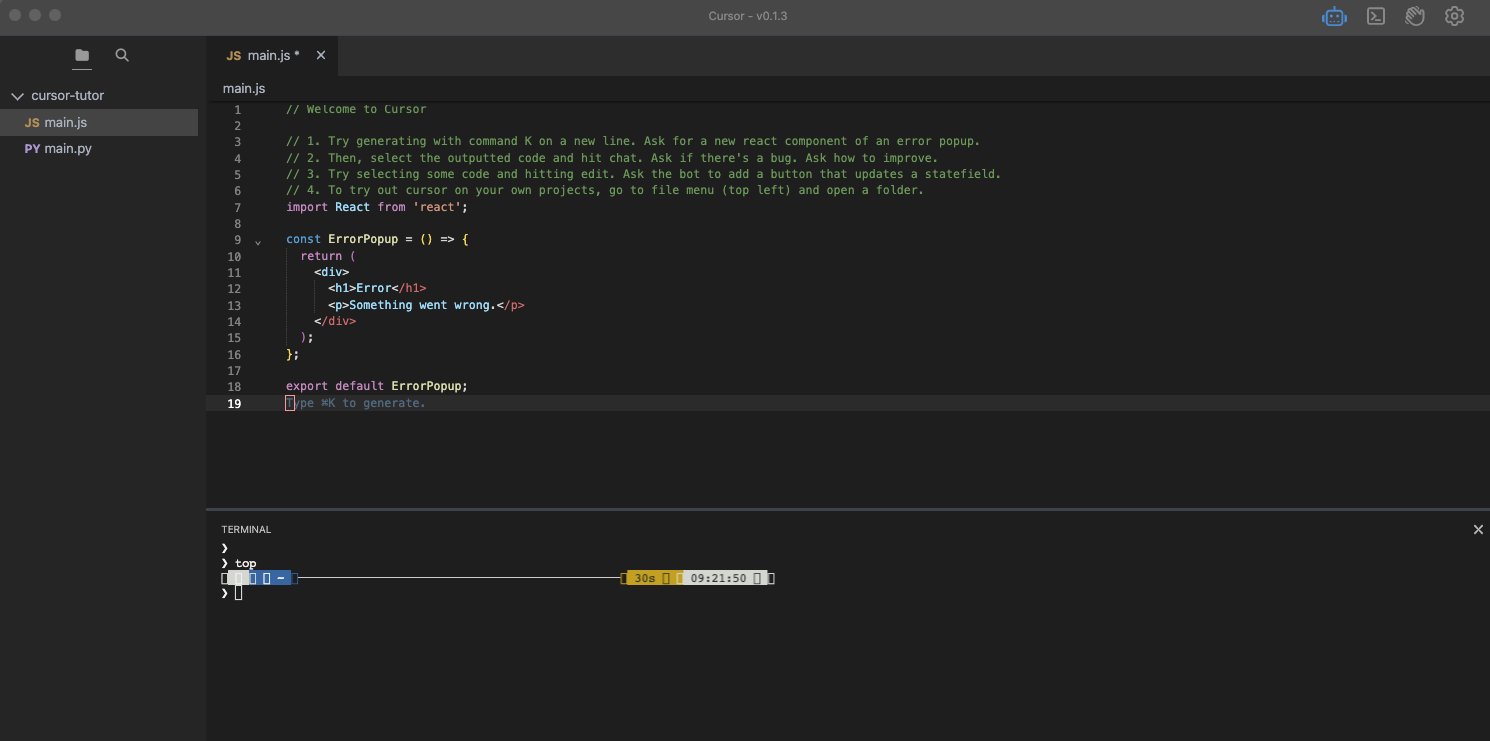 Cursor - v0.1.3
JS main.js *
cursor-tutor
JS main.js
PY main.py
main.js
1 // Welcome to Cursor
2
3 // 1. Try generating with command K on a new line. Ask for a new react component of an error popup.
4 // 2. Then, select the outputted code and hit chat. Ask if there's a bug. Ask how to improve.
5 // 3. Try selecting some code and hitting edit. Ask the bot to add a button that updates a statefield.
6 // 4. To try out cursor on your own projects, go to file menu (top left) and open a folder.
7 import React from 'react';
8
9 const ErrorPopup = () => {
10 return (
11 <div>
12 <h1>Error</h1>
13 <p>Something went wrong.</p>
14 </div>
15 );
16 };
17
18 export default ErrorPopup;
19 Type ⌘K to generate.
TERMINAL
❯
❯ top
~ 30s 09:21:50
❯